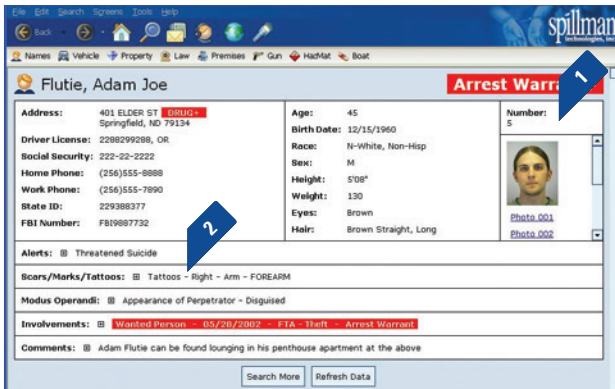 File Edit Search Screens Tools Help
Back
spillman
technologies, inc
Names Vehicle Property Law Premises Gun HazMat Boat
Flutie, Adam Joe
Arrest Warra
1
Address: 401 ELDER ST DRUG+
Springfield, ND 79134
Driver License: 2288299288, OR
Social Security: 222-22-2222
Home Phone: (256)555-8888
Work Phone: (256)555-7890
State ID: 229388377
FBI Number: FBI9887732
Age: 45
Birth Date: 12/15/1960
Race: N-White, Non-Hisp
Sex: M
Height: 5'08"
Weight: 130
Eyes: Brown
Hair: Brown Straight, Long
Number:
5
Photo 001
Photo 002
2
Alerts: Threatened Suicide
Scars/Marks/Tattoos: Tattoos - Right - Arm - FOREARM
Modus Operandi: Appearance of Perpetrator - Disguised
Involvements: Wanted Person - 05/20/2002 - FTA - Theft - Arrest Warrant
Comments: Adam Flutie can be found lounging in his penthouse apartment at the above
Search More Refresh Data